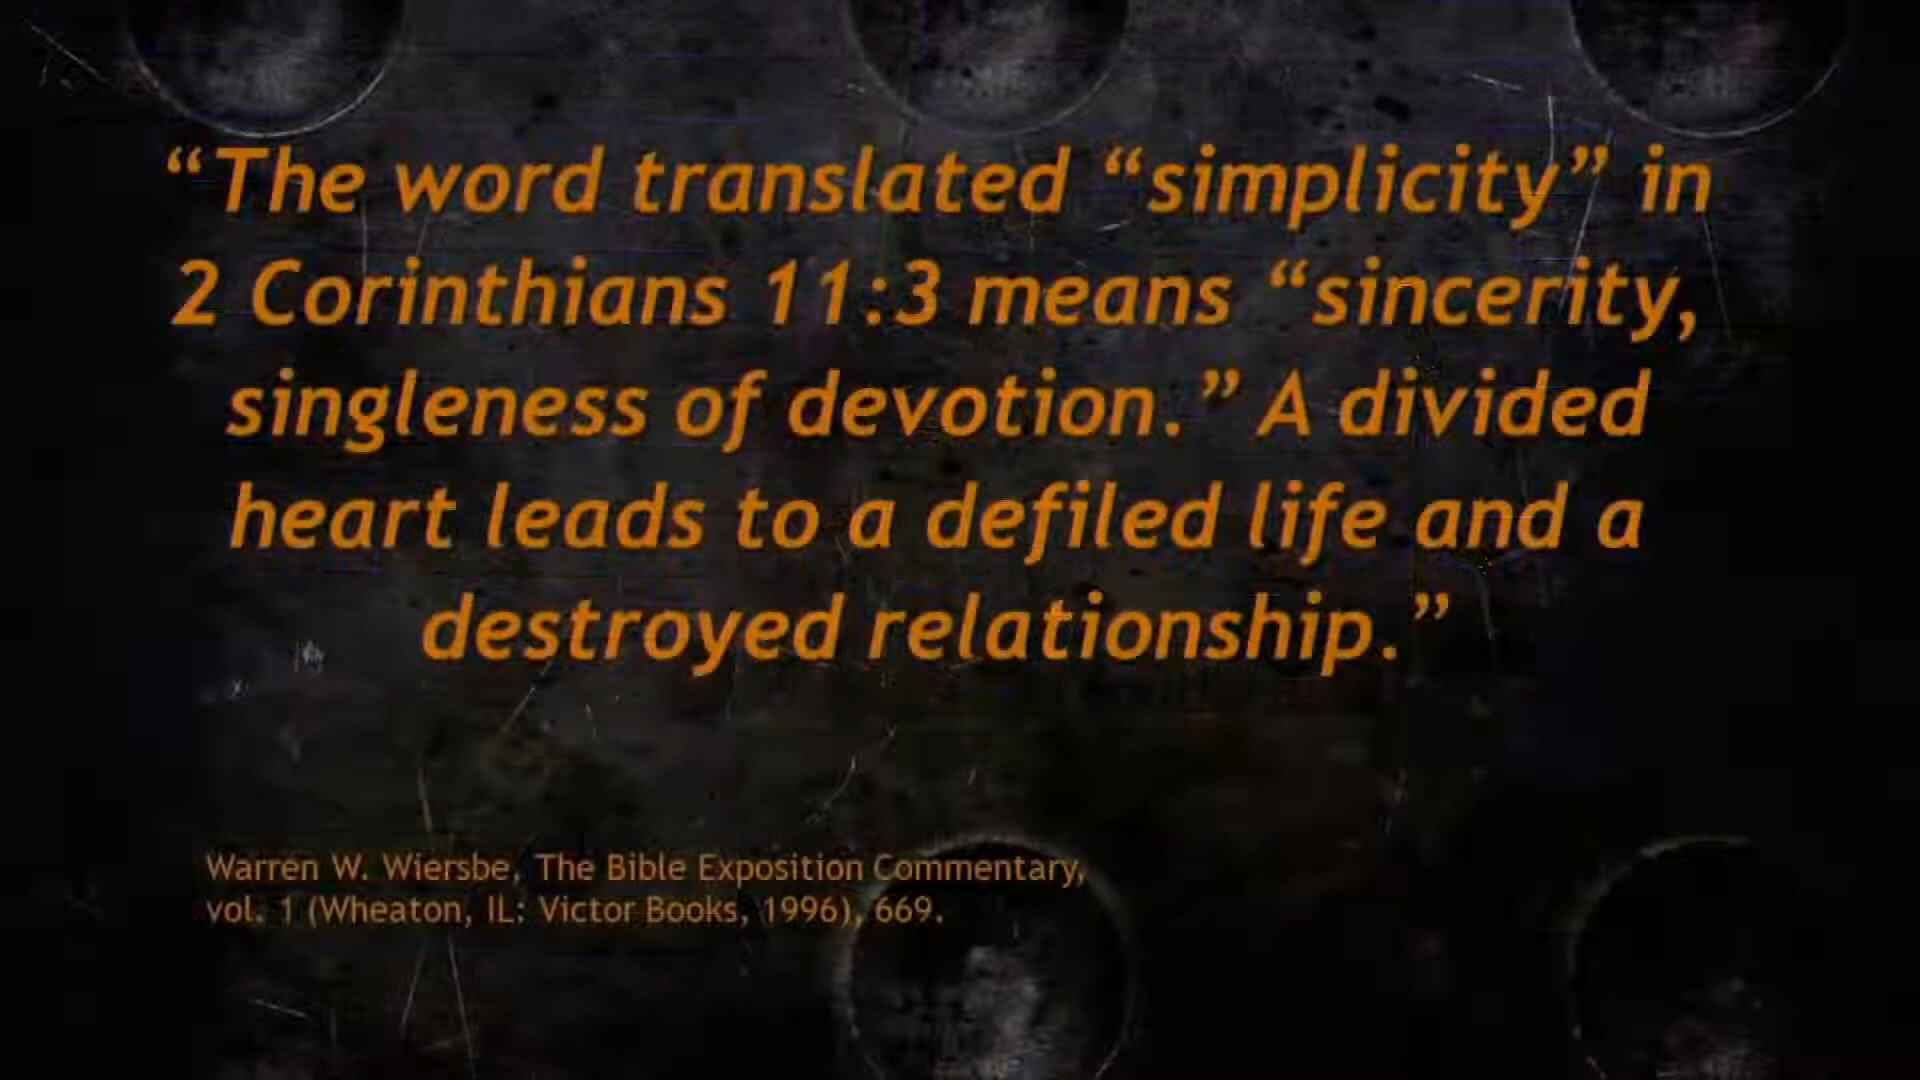 “The word translated “simplicity” in
2 Corinthians 11:3 means “sincerity,
singleness of devotion.” A divided
heart leads to a defiled life and a
destroyed relationship.”
Warren W. Wiersbe, The Bible Exposition Commentary,
vol. 1 (Wheaton, IL: Victor Books, 1996), 669.